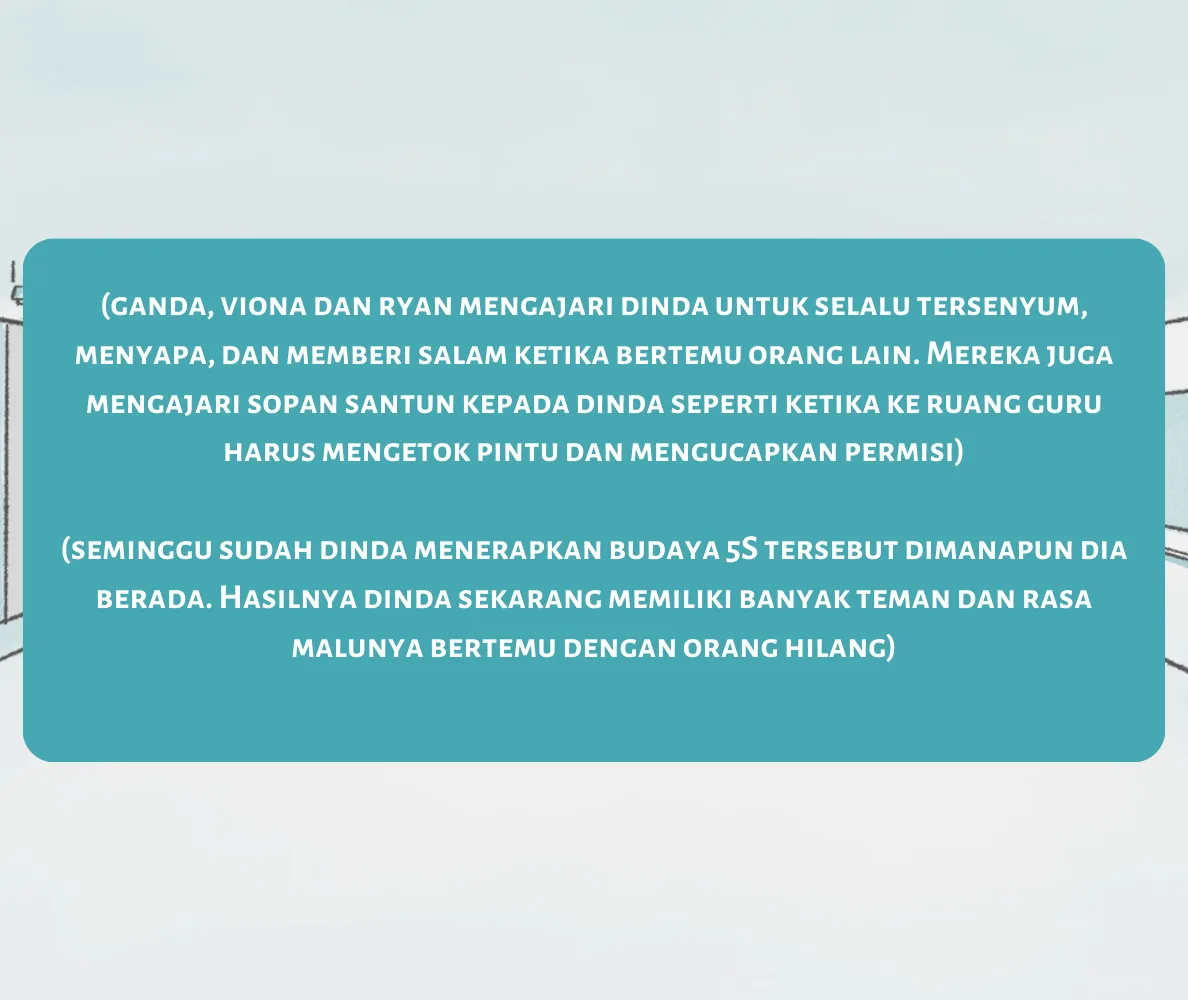 (GANDA, VIONA DAN RYAN MENGAJARI DINDA UNTUK SELALU TERSENYUM,
MENYAPA, DAN MEMBERI SALAM KETIKA BERTEMU ORANG LAIN. MEREKA JUGA
MENGAJARI SOPAN SANTUN KEPADA DINDA SEPERTI KETIKA KE RUANG GURU
HARUS MENGETOK PINTU DAN MENGUCAPKAN PERMISI)
(SEMINGGU SUDAH DINDA MENERAPKAN BUDAYA 5S TERSEBUT DIMANAPUN DIA
BERADA. HASILNYA DINDA SEKARANG MEMILIKI BANYAK TEMAN DAN RASA
MALUNYA BERTEMU DENGAN ORANG HILANG)